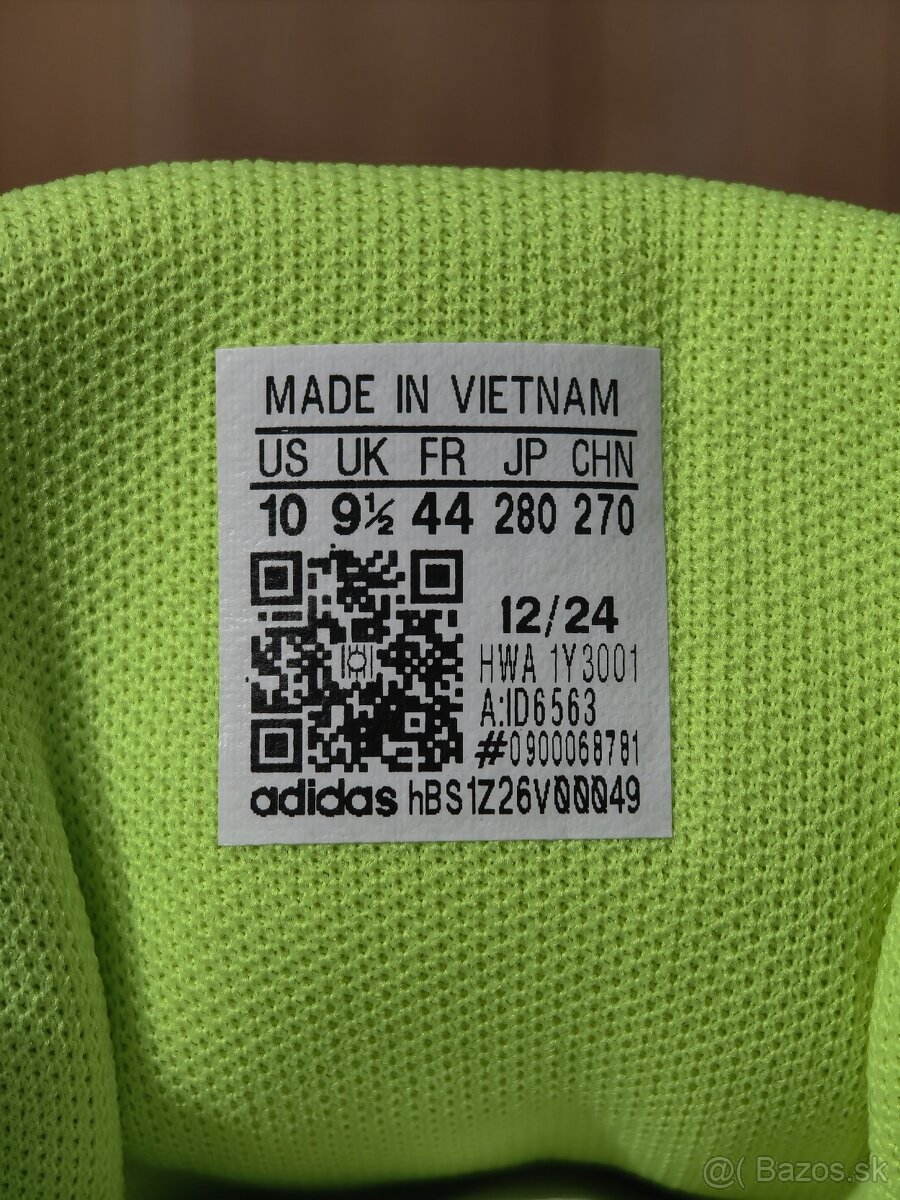 MADE IN VIETNAM
US UK FR JP CHN
10 9½ 44 280 270
12/24
HWA 1Y3001
A:ID6563
#0900068781
adidas hBS1Z26V00049
@( Bazos.sk